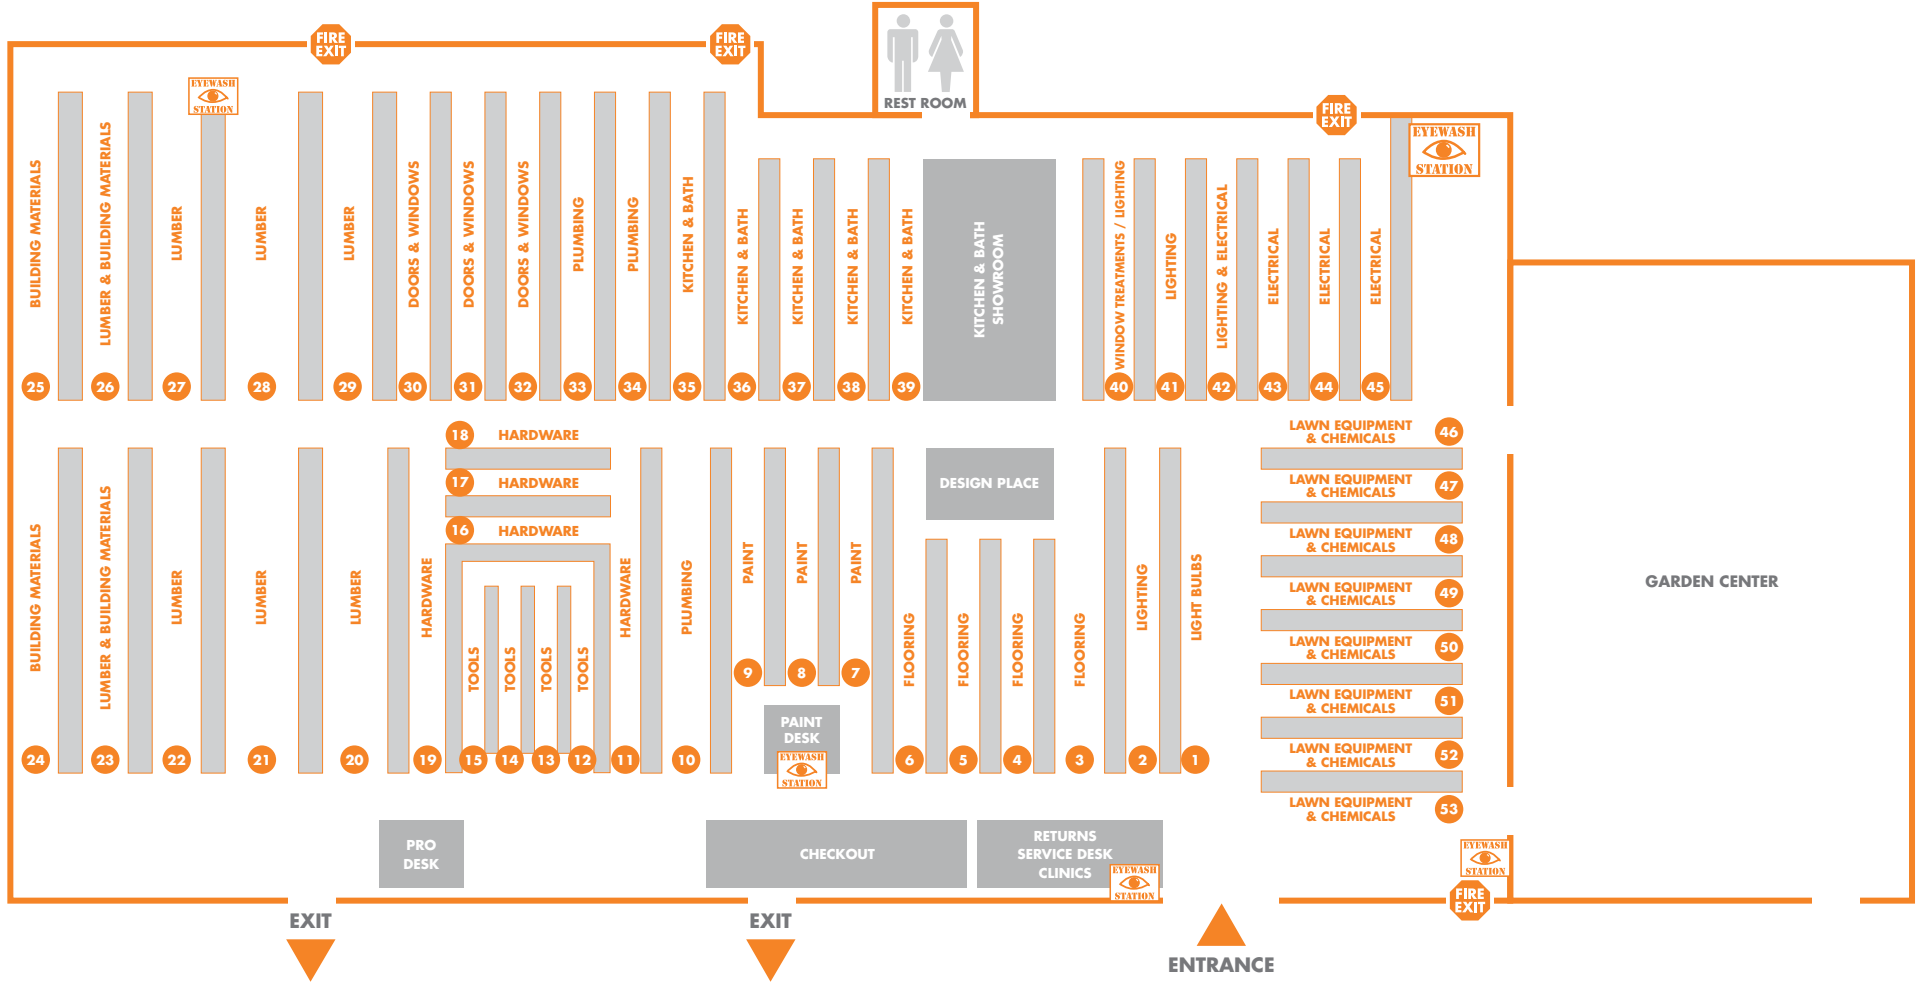 FIRE
EXIT
FIRE
EXIT
REST ROOM
FIRE
EXIT
EYEWASH
STATION
EYEWASH
STATION
BUILDING MATERIALS
25
LUMBER & BUILDING MATERIALS
26
LUMBER
27
LUMBER
28
LUMBER
29
DOORS & WINDOWS
30
DOORS & WINDOWS
31
DOORS & WINDOWS
32
PLUMBING
33
PLUMBING
34
KITCHEN & BATH
35
KITCHEN & BATH
36
KITCHEN & BATH
37
KITCHEN & BATH
38
KITCHEN & BATH
39
KITCHEN & BATH
SHOWROOM
WINDOW TREATMENTS / LIGHTING
40
LIGHTING
41
LIGHTING & ELECTRICAL
42
ELECTRICAL
43
ELECTRICAL
44
ELECTRICAL
45
BUILDING MATERIALS
24
LUMBER & BUILDING MATERIALS
23
LUMBER
22
LUMBER
21
LUMBER
20
HARDWARE
19
18 HARDWARE
17 HARDWARE
16 HARDWARE
TOOLS
15
TOOLS
14
TOOLS
13
TOOLS
12
HARDWARE
11
PLUMBING
10
PAINT
9
PAINT
8
PAINT
7
PAINT
DESK
EYEWASH
STATION
DESIGN PLACE
FLOORING
6
FLOORING
5
FLOORING
4
FLOORING
3
LIGHTING
2
LIGHT BULBS
1
LAWN EQUIPMENT
& CHEMICALS
46
LAWN EQUIPMENT
& CHEMICALS
47
LAWN EQUIPMENT
& CHEMICALS
48
LAWN EQUIPMENT
& CHEMICALS
49
LAWN EQUIPMENT
& CHEMICALS
50
LAWN EQUIPMENT
& CHEMICALS
51
LAWN EQUIPMENT
& CHEMICALS
52
LAWN EQUIPMENT
& CHEMICALS
53
GARDEN CENTER
PRO
DESK
CHECKOUT
RETURNS
SERVICE DESK
CLINICS
EYEWASH
STATION
EYEWASH
STATION
FIRE
EXIT
EXIT
EXIT
ENTRANCE